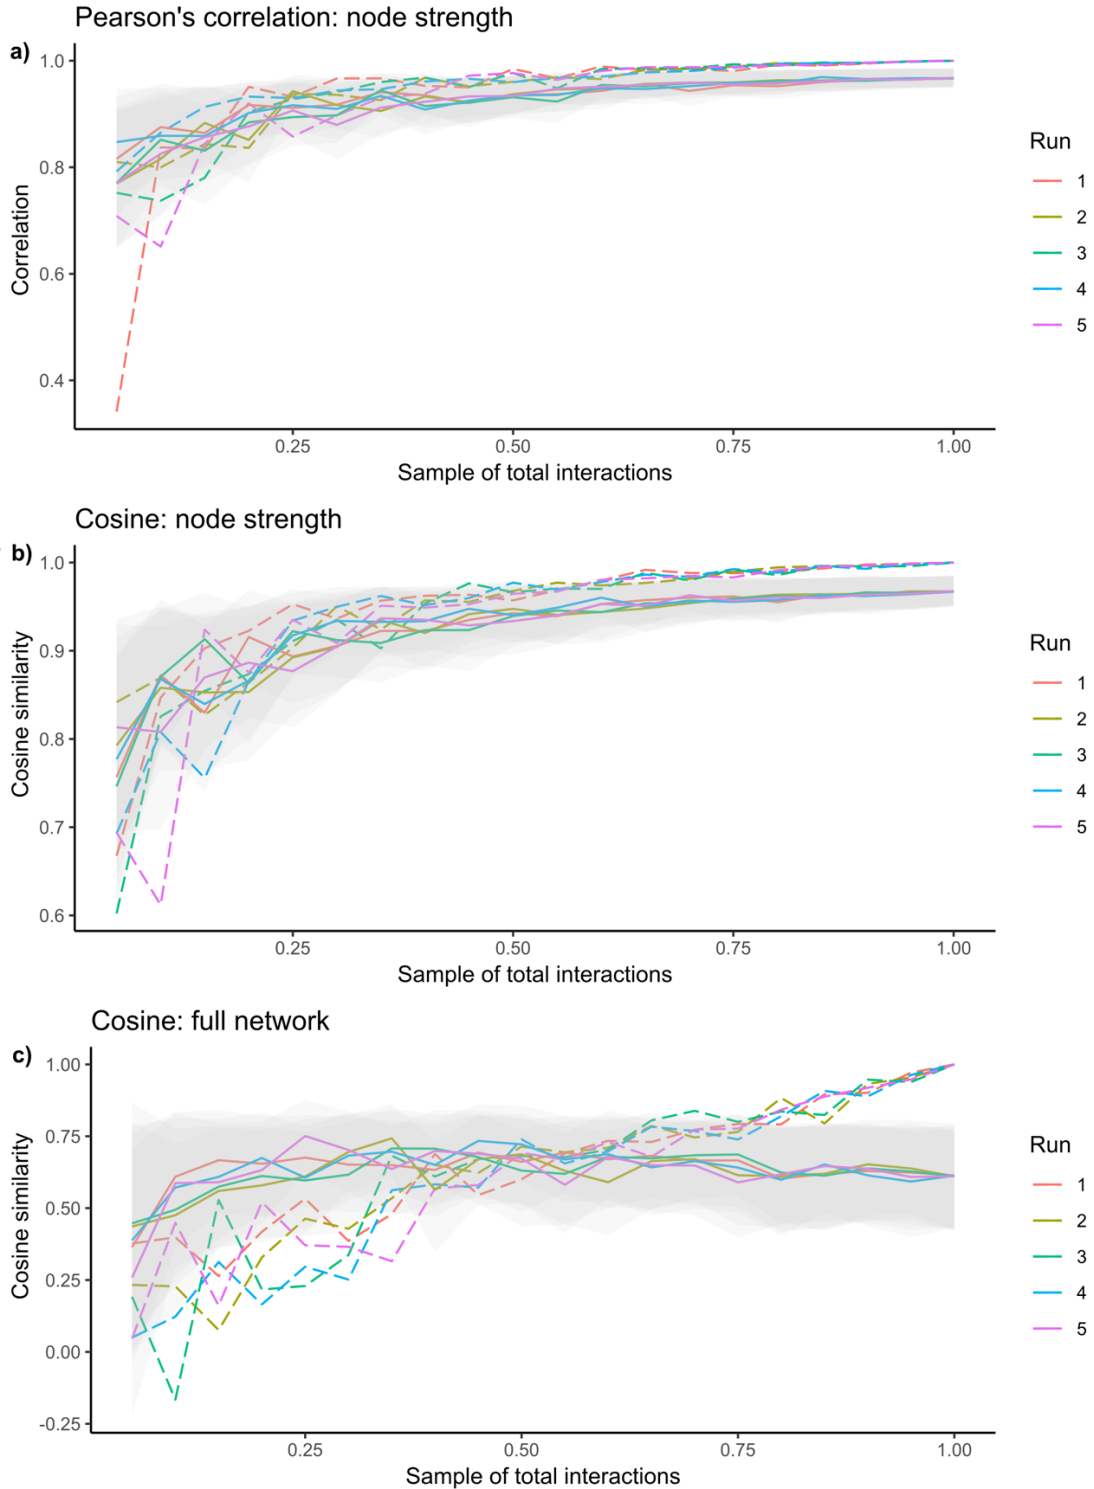 Pearson's correlation: node strength
a)
1.0
0.8
0.6
0.4
Correlation
0.25 0.50 0.75 1.00
Sample of total interactions
Run
1
2
3
4
5
Cosine: node strength
b)
1.0
0.9
0.8
0.7
0.6
Cosine similarity
0.25 0.50 0.75 1.00
Sample of total interactions
Run
1
2
3
4
5
Cosine: full network
c)
1.00
0.75
0.50
0.25
0.00
-0.25
Cosine similarity
0.25 0.50 0.75 1.00
Sample of total interactions
Run
1
2
3
4
5